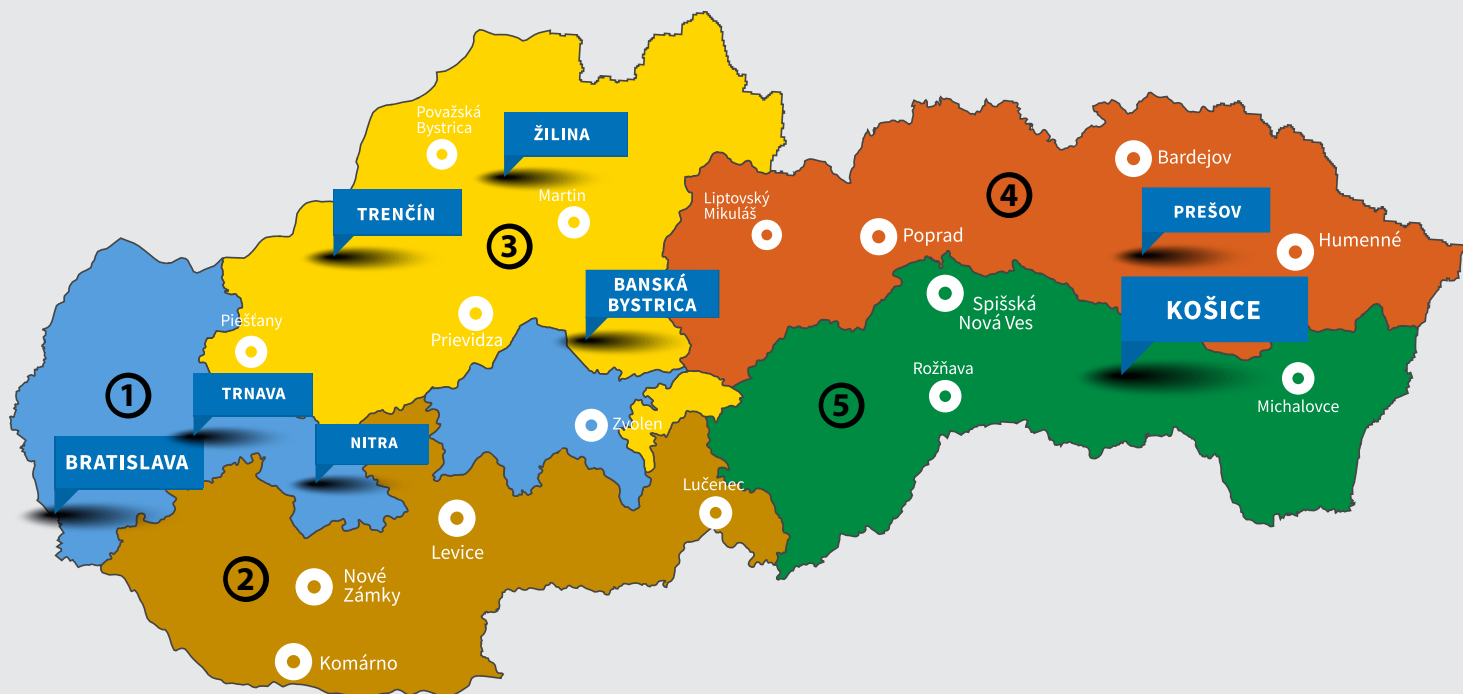 Považská
Bystrica
ŽILINA
Martin
TRENČÍN
3
Liptovský
Mikuláš
Poprad
4
Bardejov
PREŠOV
Humenné
BANSKÁ
BYSTRICA
Prievidza
Piešťany
Spišská
Nová Ves
KOŠICE
Rožňava
Michalovce
5
1
TRNAVA
BRATISLAVA
NITRA
Zvolen
Lučenec
Levice
2
Nové
Zámky
Komárno